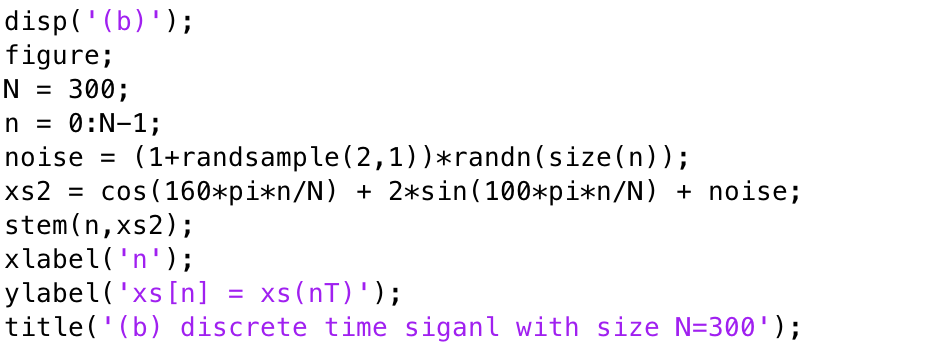 disp('(b)');
figure;
N = 300;
n = 0:N-1;
noise = (1+randsample(2,1))*randn(size(n));
xs2 = cos(160*pi*n/N) + 2*sin(100*pi*n/N) + noise;
stem(n,xs2);
xlabel('n');
ylabel('xs[n] = xs(nT)');
title('(b) discrete time siganl with size N=300');